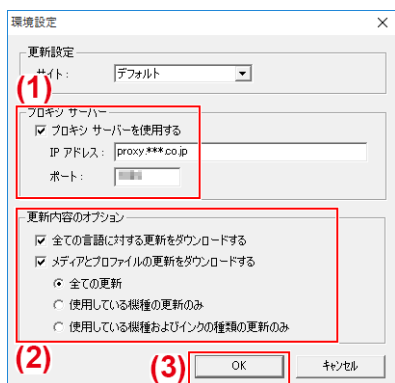 環境設定
更新設定
サイト： デフォルト
(1)
プロキシ サーバー
プロキシ サーバーを使用する
IP アドレス： proxy.***.co.jp
ポート：
更新内容のオプション
全ての言語に対する更新をダウンロードする
メディアとプロファイルの更新をダウンロードする
全ての更新
使用している機種の更新のみ
使用している機種およびインクの種類の更新のみ
(2)
(3)
OK キャンセル